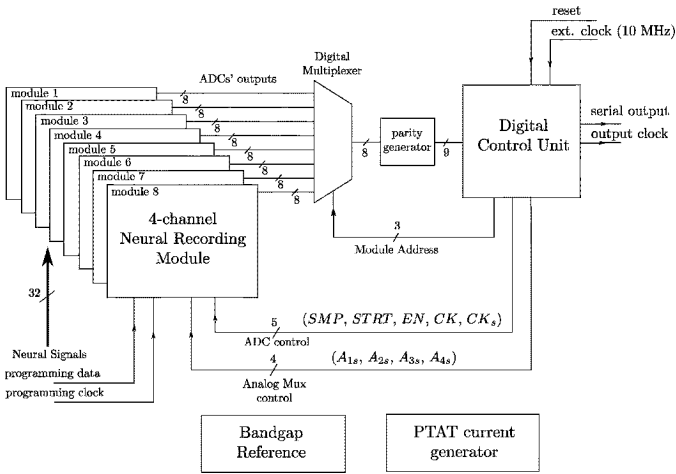 reset
ext. clock (10 MHz)
Digital
Multiplexer
ADCs' outputs
module 1
module 2
module 3
module 4
module 5
module 6
module 7
module 8
8
8
8
8
8
8
8
8
4-channel
Neural Recording
Module
8
parity
generator
9
Digital
Control Unit
serial output
output clock
3
Module Address
32
Neural Signals
programming data
programming clock
5
(SMP, STRT, EN, CK, CKs)
ADC control
4
(A1s, A2s, A3s, A4s)
Analog Mux
control
Bandgap
Reference
PTAT current
generator